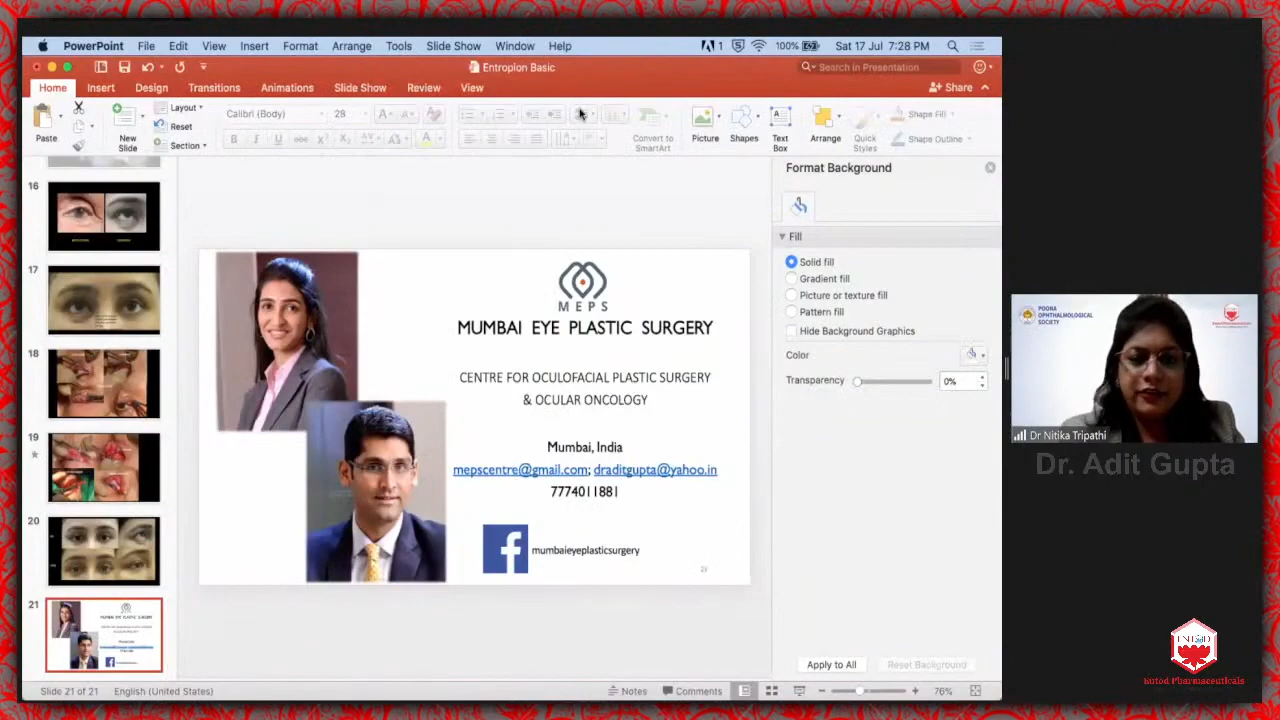 PowerPoint File Edit View Insert Format Arrange Tools Slide Show Window Help
1 100% Sat 17 Jul 7:28 PM
Entropion Basic
Search in Presentation
Home Insert Design Transitions Animations Slide Show Review View
Share
Paste
New Slide
Layout
Reset
Section
Calibri (Body) 28
Convert to SmartArt
Picture
Shapes
Text Box
Arrange
Quick Styles
Shape Fill
Shape Outline
16
17
18
19
20
21
MEPS
MUMBAI EYE PLASTIC SURGERY
CENTRE FOR OCULOFACIAL PLASTIC SURGERY
& OCULAR ONCOLOGY
Mumbai, India
mepscentre@gmail.com; draditgupta@yahoo.in
7774011881
mumbaieyeplasticsurgery
21
Format Background
Fill
Solid fill
Gradient fill
Picture or texture fill
Pattern fill
Hide Background Graphics
Color
Transparency 0%
Apply to All Reset Background
Slide 21 of 21 English (United States)
Notes Comments 76%
POONA
OPHTHALMOLOGICAL
SOCIETY
Dr Nitika Tripathi
Dr. Adit Gupta
Entod Pharmaceuticals